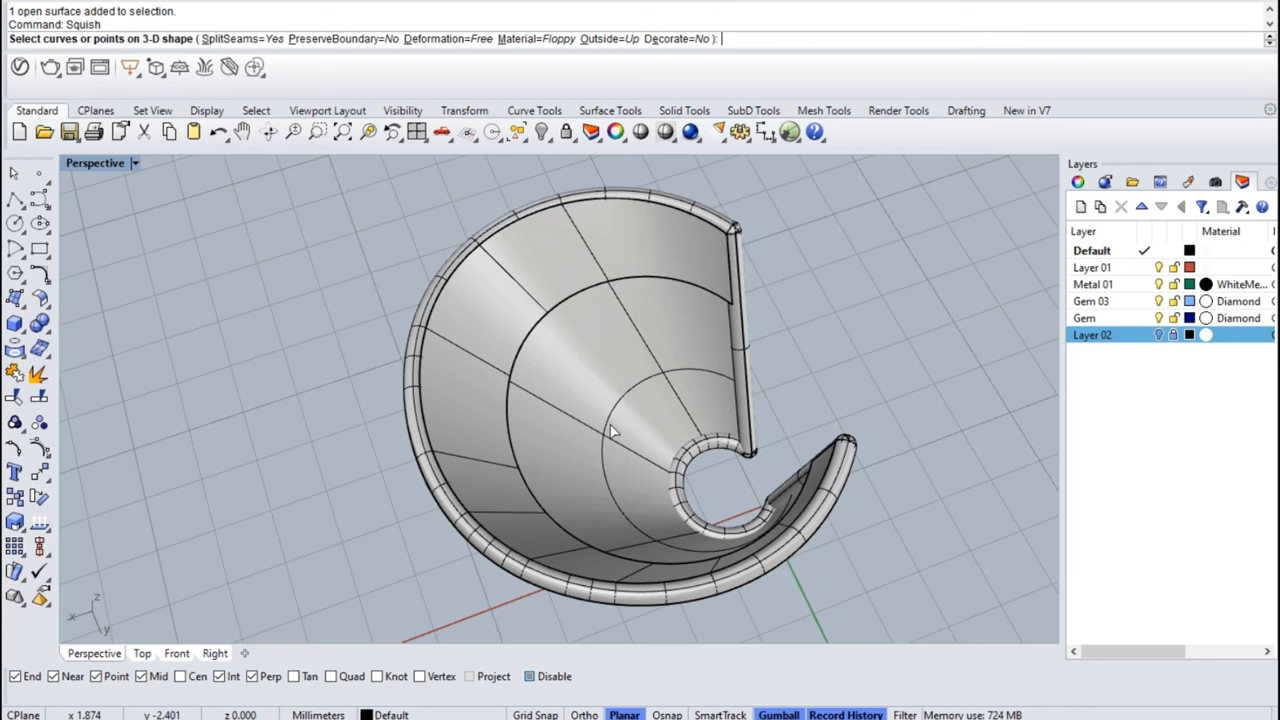 1 open surface added to selection.
Command: Squish
Select curves or points on 3-D shape ( SplitSeams=Yes PreserveBoundary=No Deformation=Free Material=Floppy Outside=Up Decorate=No ):
Standard CPlanes Set View Display Select Viewport Layout Visibility Transform Curve Tools Surface Tools Solid Tools SubD Tools Mesh Tools Render Tools Drafting New in V7
Perspective
Layers
Layer Material
Default
Layer 01
Metal 01 WhiteMe...
Gem 03 Diamond
Gem Diamond
Layer 02
z
x
y
Perspective Top Front Right
End Near Point Mid Cen Int Perp Tan Quad Knot Vertex Project Disable
CPlane x 1.874 y -2.401 z 0.000 Millimeters Default Grid Snap Ortho Planar Osnap SmartTrack Gumball Record History Filter Memory use: 724 MB